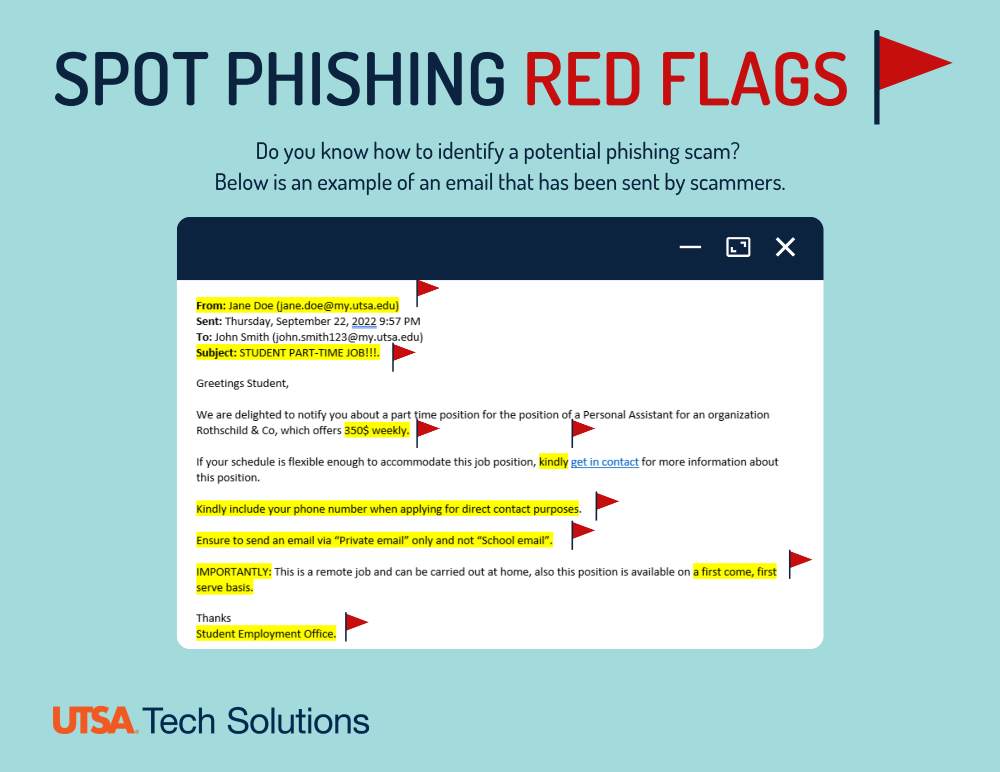 SPOT PHISHING RED FLAGS
Do you know how to identify a potential phishing scam?
Below is an example of an email that has been sent by scammers.
From: Jane Doe (jane.doe@my.utsa.edu)
Sent: Thursday, September 22, 2022 9:57 PM
To: John Smith (john.smith123@my.utsa.edu)
Subject: STUDENT PART-TIME JOB!!!.
Greetings Student,
We are delighted to notify you about a part time position for the position of a Personal Assistant for an organization
Rothschild & Co, which offers 350$ weekly.
If your schedule is flexible enough to accommodate this job position, kindly get in contact for more information about
this position.
Kindly include your phone number when applying for direct contact purposes.
Ensure to send an email via “Private email” only and not “School email”.
IMPORTANTLY: This is a remote job and can be carried out at home, also this position is available on a first come, first
serve basis.
Thanks
Student Employment Office.
UTSA® Tech Solutions